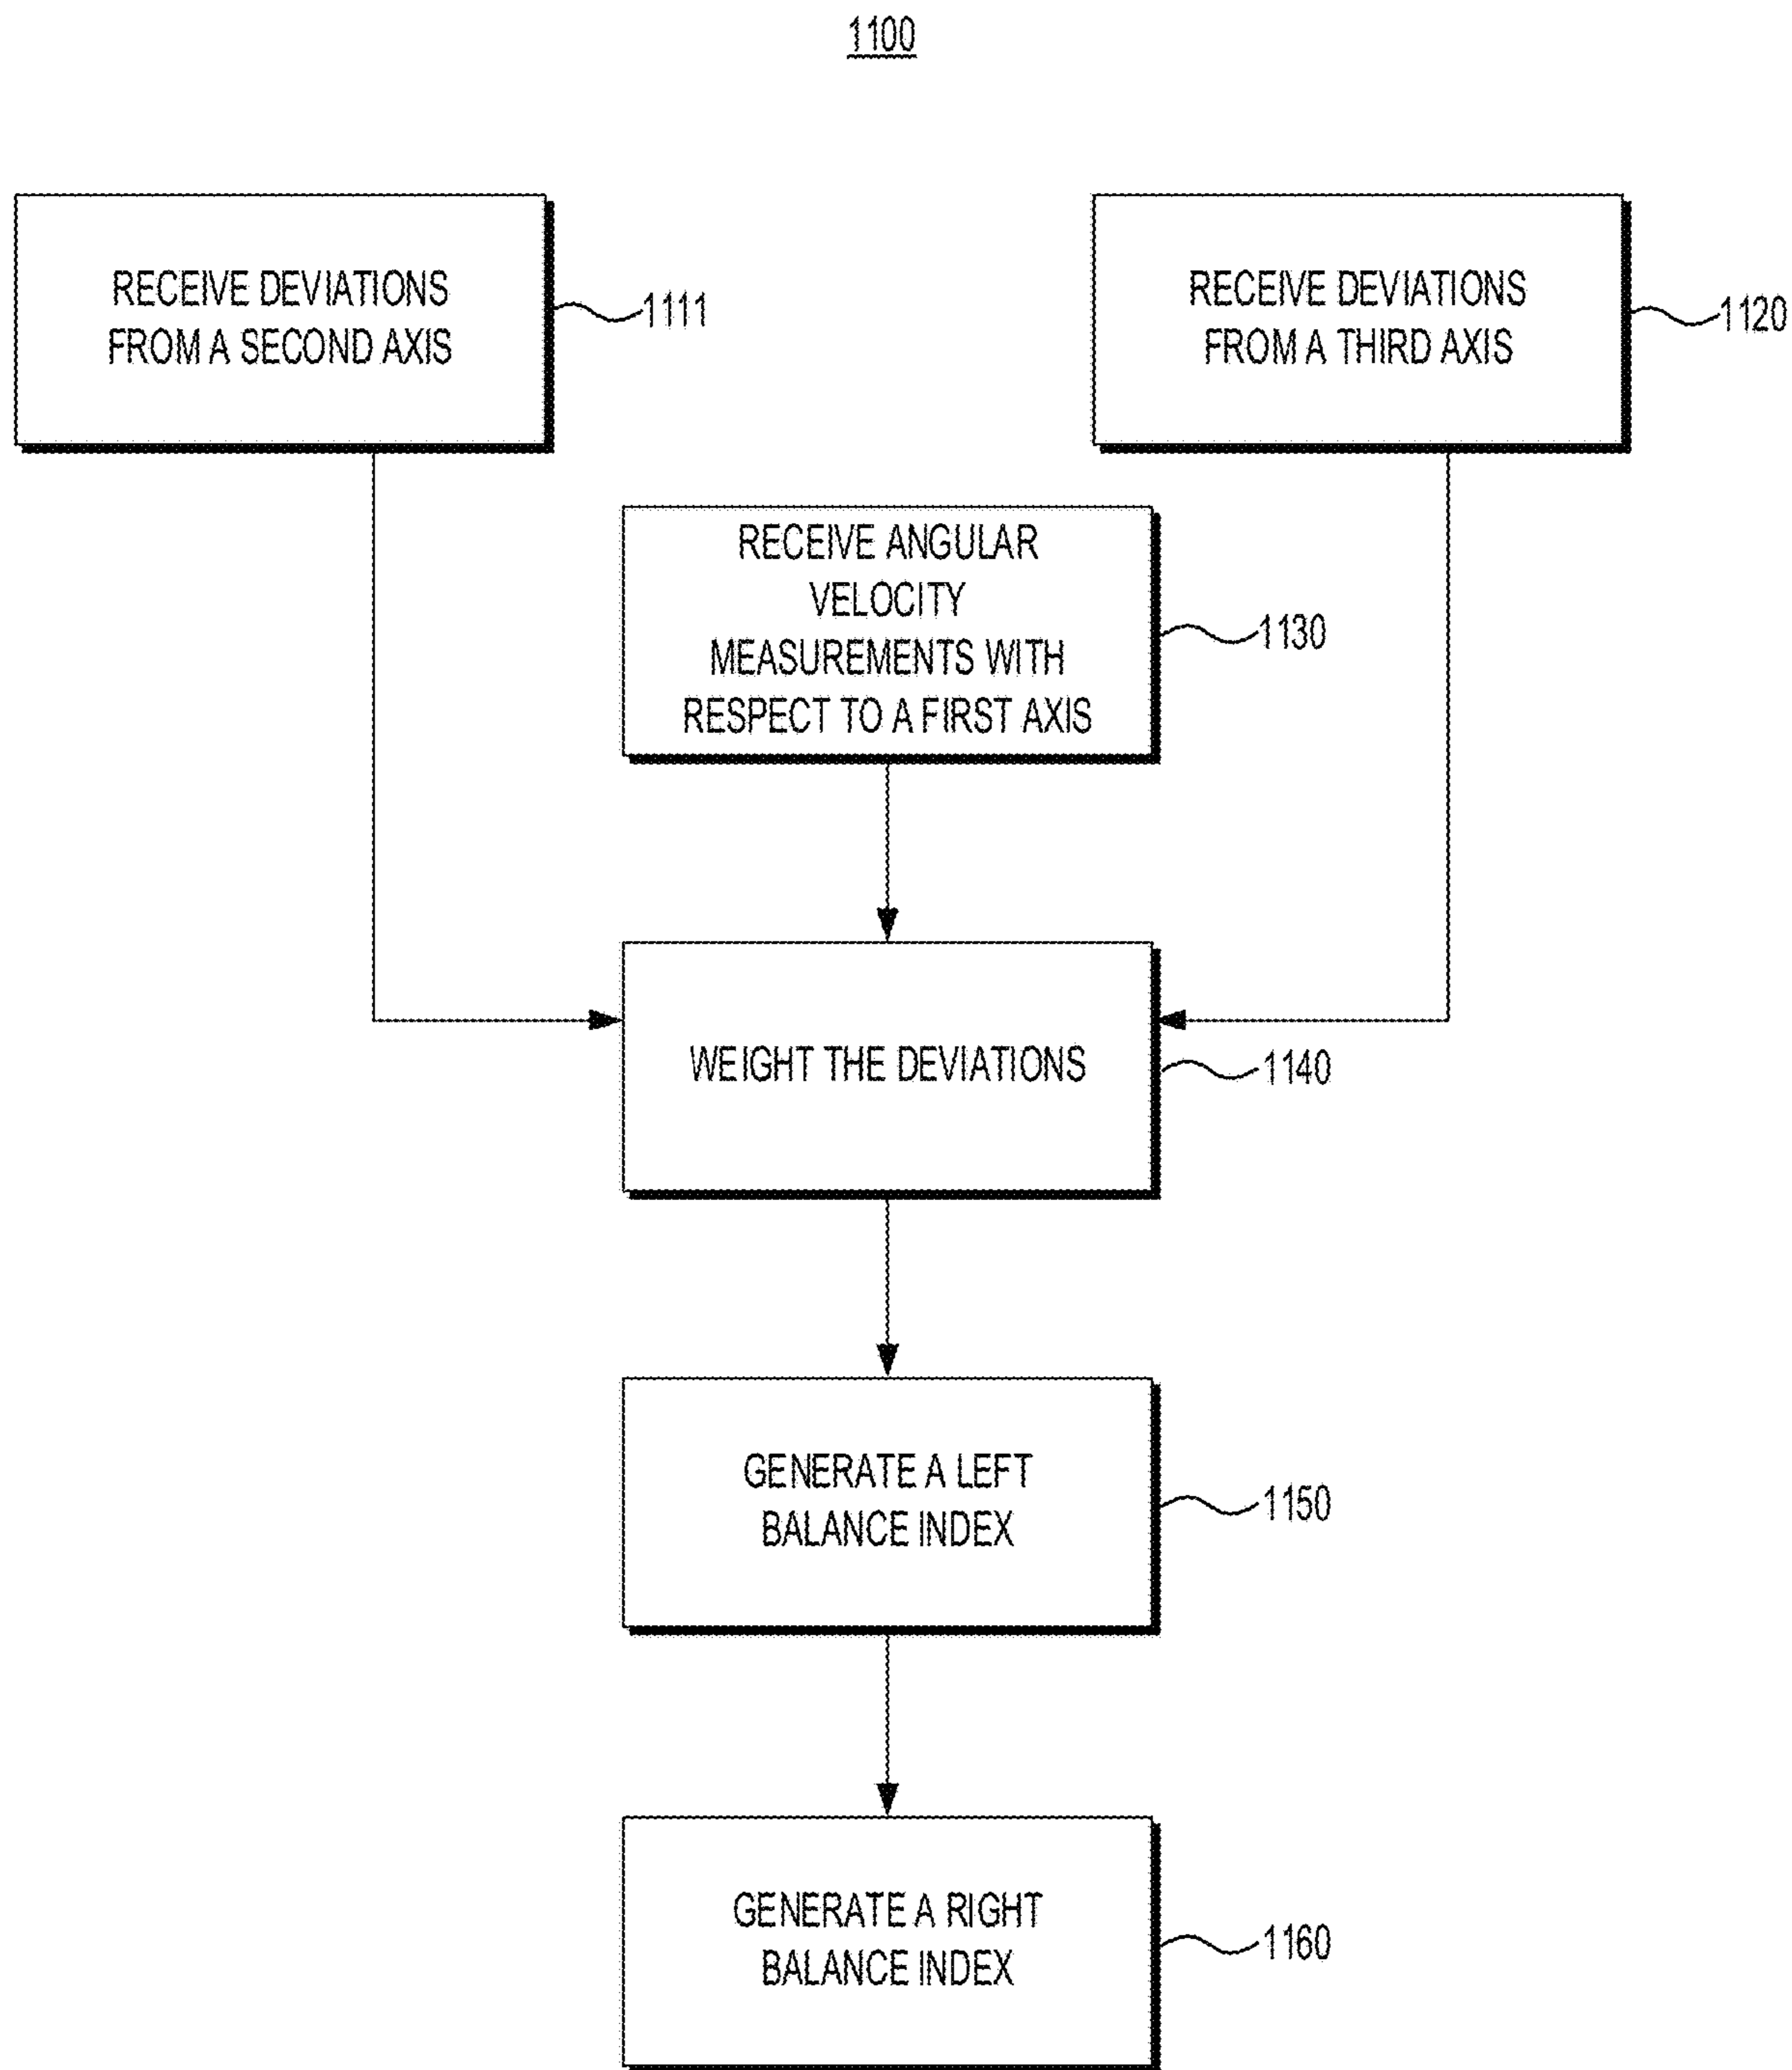 1100
RECEIVE DEVIATIONS
FROM A SECOND AXIS
1111
RECEIVE DEVIATIONS
FROM A THIRD AXIS
1120
RECEIVE ANGULAR
VELOCITY
MEASUREMENTS WITH
RESPECT TO A FIRST AXIS
1130
WEIGHT THE DEVIATIONS
1140
GENERATE A LEFT
BALANCE INDEX
1150
GENERATE A RIGHT
BALANCE INDEX
1160